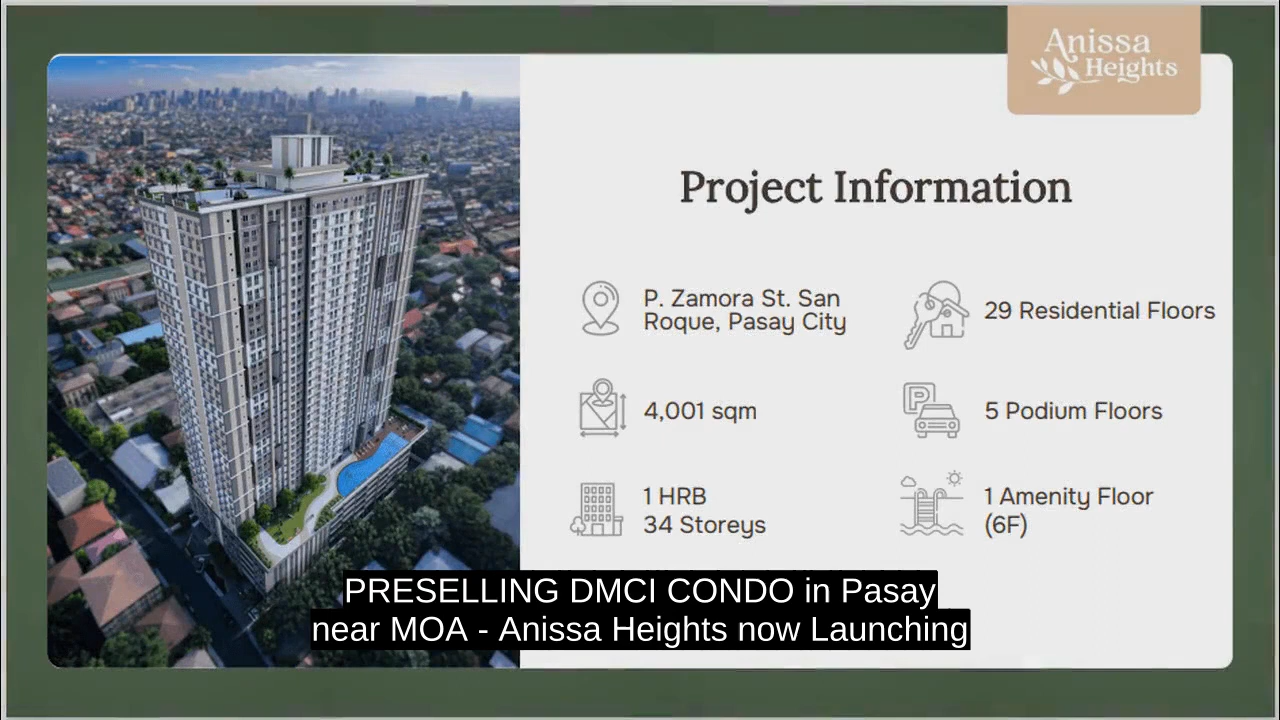 Anissa
Heights
Project Information
P. Zamora St. San
Roque, Pasay City
29 Residential Floors
4,001 sqm
P
5 Podium Floors
1 HRB
34 Storeys
1 Amenity Floor
(6F)
PRESELLING DMCI CONDO in Pasay
near MOA - Anissa Heights now Launching